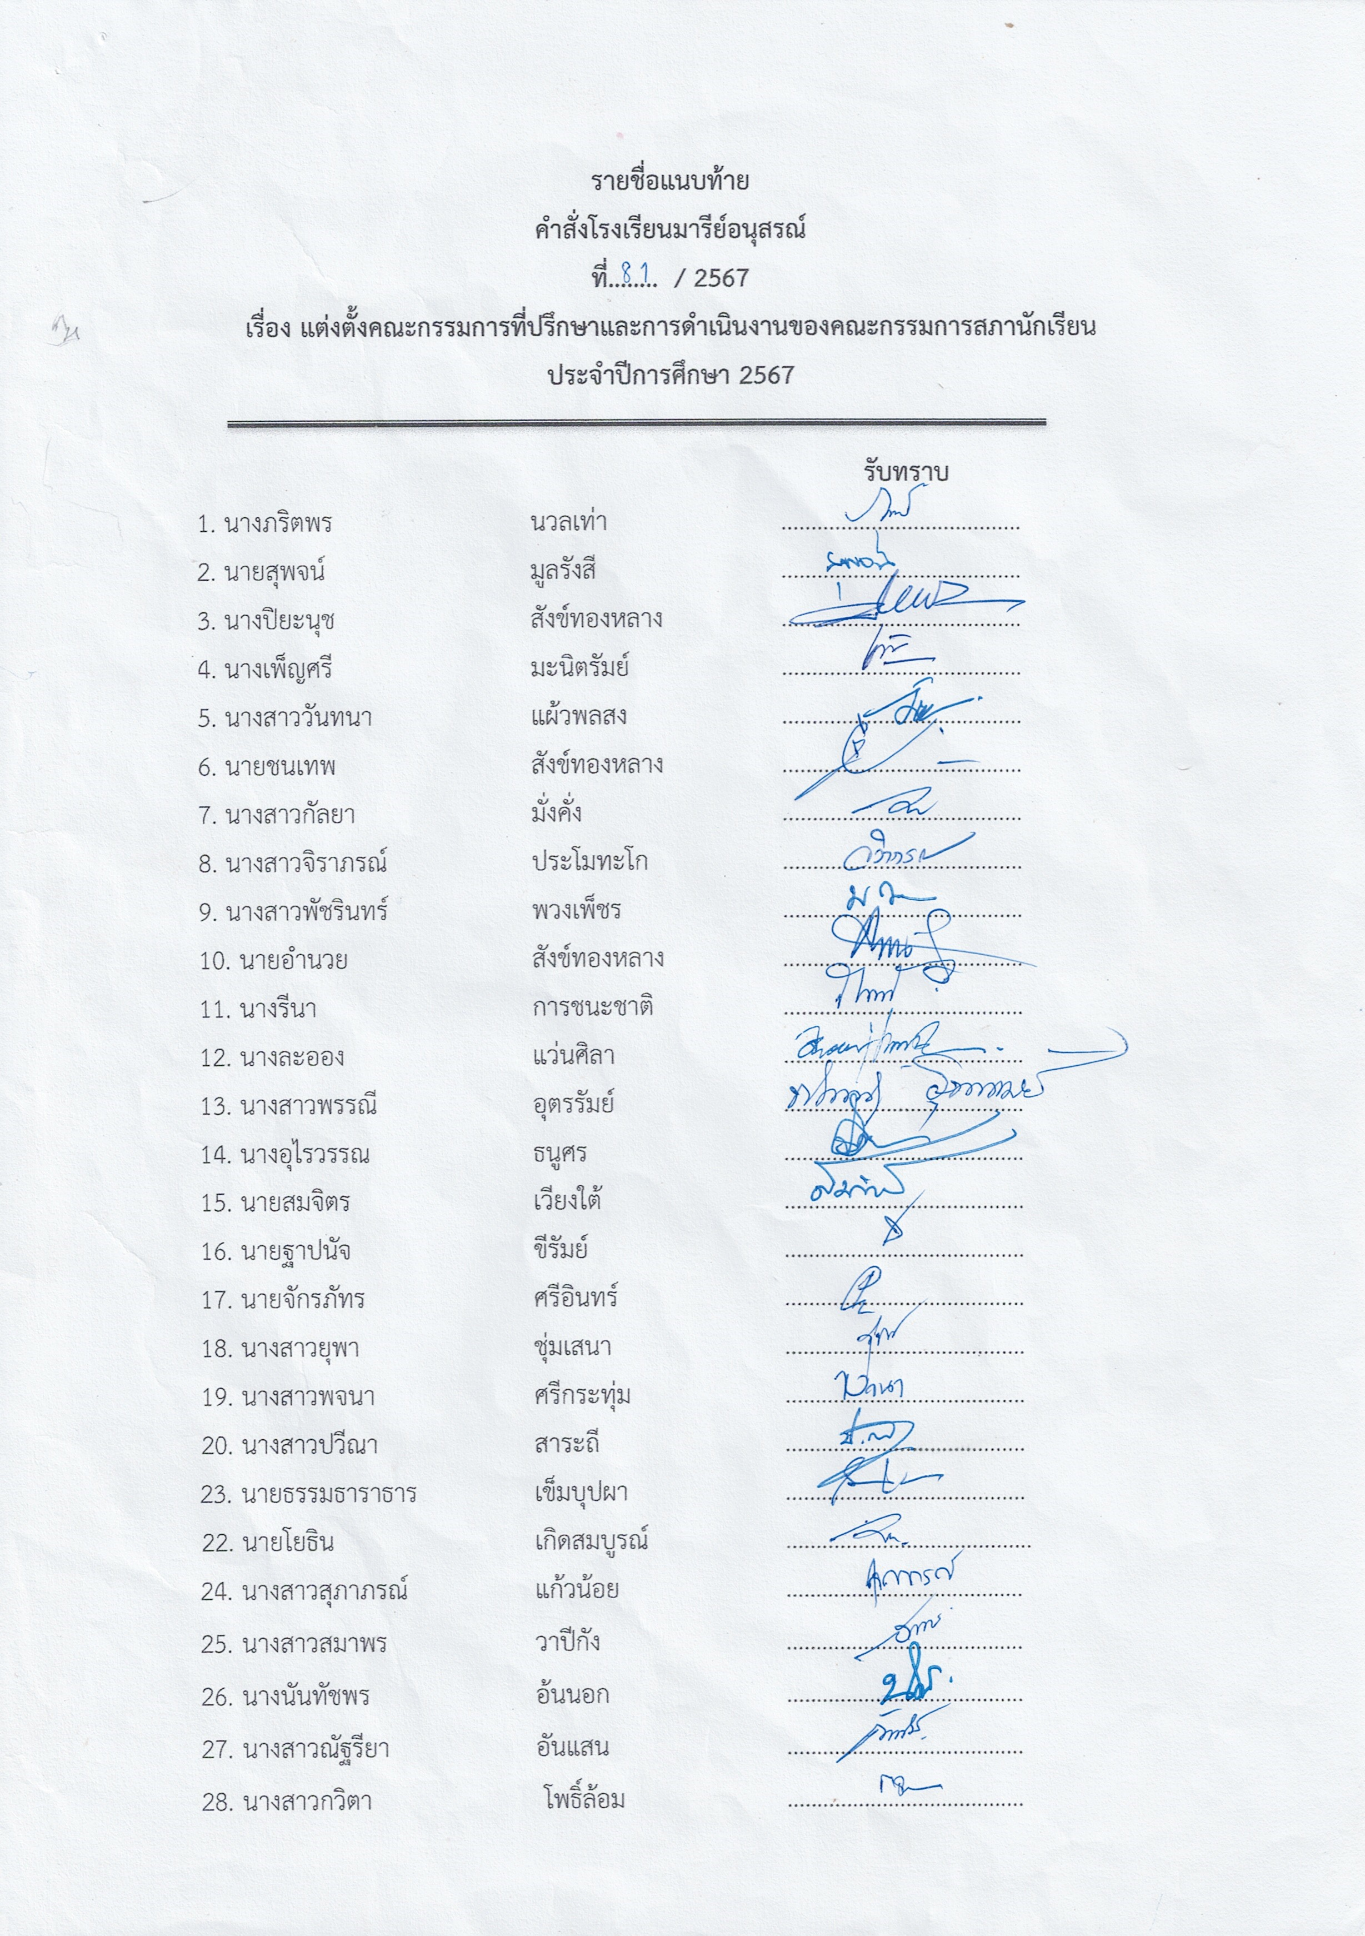 รายชื่อแนบท้าย
คำสั่งโรงเรียนมารีย์อนุสรณ์
ที่..81.. / 2567
เรื่อง แต่งตั้งคณะกรรมการที่ปรึกษาและการดำเนินงานของคณะกรรมการสภานักเรียน
ประจำปีการศึกษา 2567
รับทราบ
1. นางภริตพร นวลเท่า
2. นายสุพจน์ มูลรังสี
3. นางปิยะนุช สังข์ทองหลาง
4. นางเพ็ญศรี มะนิตรัมย์
5. นางสาววันทนา แผ้วพลสง
6. นายชนเทพ สังข์ทองหลาง
7. นางสาวกัลยา มั่งคั่ง
8. นางสาวจิราภรณ์ ประโมทะโก
9. นางสาวพัชรินทร์ พวงเพ็ชร
10. นายอำนวย สังข์ทองหลาง
11. นางรีนา การชนะชาติ
12. นางละออง แว่นศิลา
13. นางสาวพรรณี อุตรรัมย์
14. นางอุไรวรรณ ธนูศร
15. นายสมจิตร เวียงใต้
16. นายฐาปนัจ ขีรัมย์
17. นายจักรภัทร ศรีอินทร์
18. นางสาวยุพา ชุ่มเสนา
19. นางสาวพจนา ศรีกระทุ่ม
20. นางสาวปวีณา สาระถี
23. นายธรรมธาราธาร เข็มบุปผา
22. นายโยธิน เกิดสมบูรณ์
24. นางสาวสุภาภรณ์ แก้วน้อย
25. นางสาวสมาพร วาปีกัง
26. นางนันทัชพร อ้นนอก
27. นางสาวณัฐรียา อันแสน
28. นางสาวกวิตา โพธิ์ล้อม